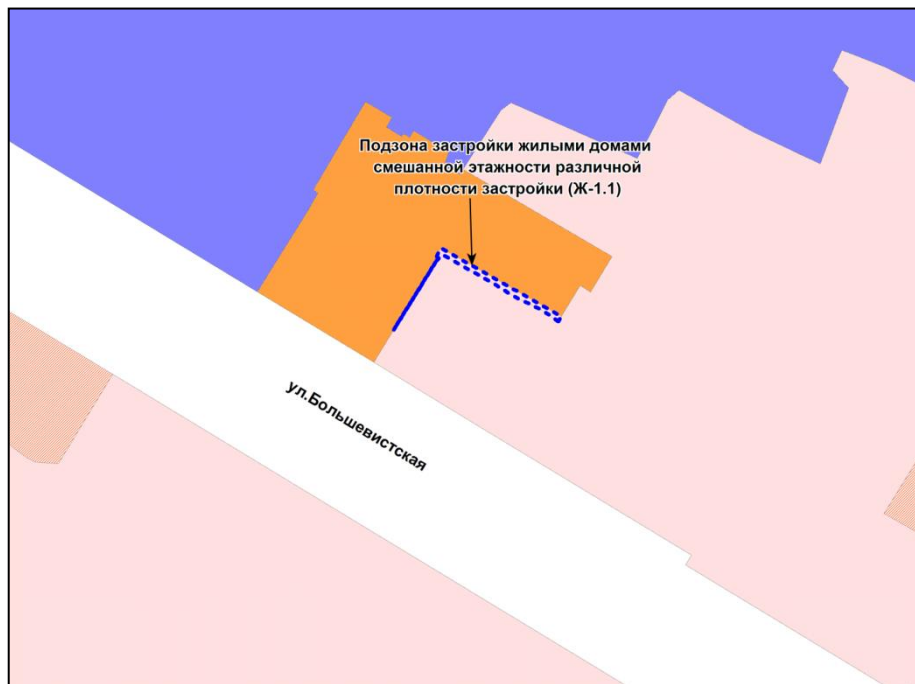 Подзона застройки жилыми домами
смешанной этажности различной
плотности застройки (Ж-1.1)
ул.Большевистская